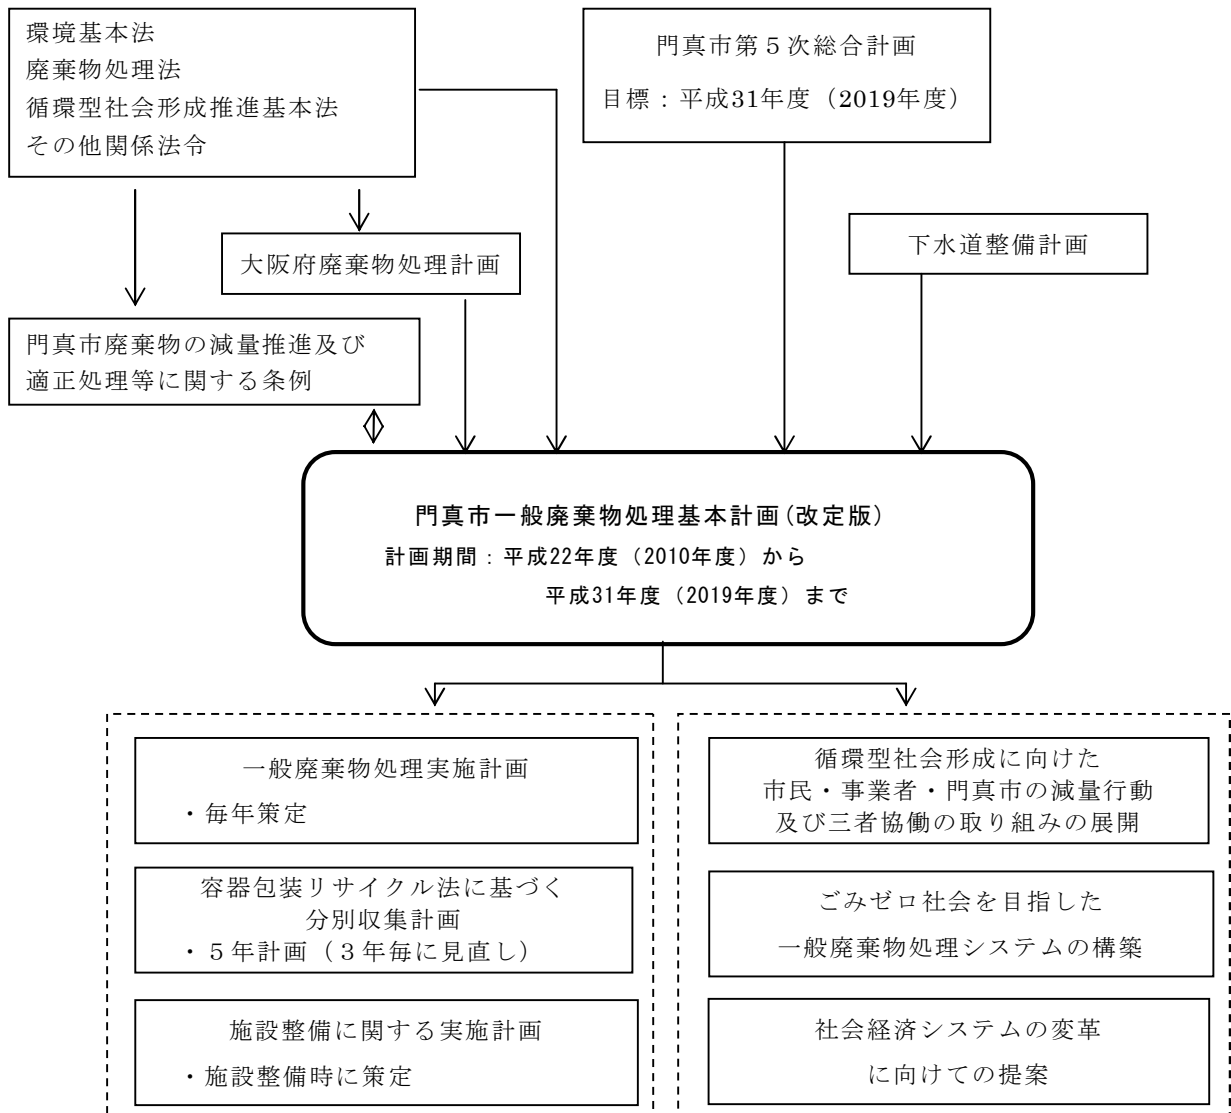 環境基本法
廃棄物処理法
循環型社会形成推進基本法
その他関係法令
門真市第５次総合計画
目標：平成31年度（2019年度）
大阪府廃棄物処理計画
下水道整備計画
門真市廃棄物の減量推進及び
適正処理等に関する条例
門真市一般廃棄物処理基本計画(改定版)
計画期間：平成22年度（2010年度）から
平成31年度（2019年度）まで
一般廃棄物処理実施計画
・毎年策定
容器包装リサイクル法に基づく
分別収集計画
・５年計画（３年毎に見直し）
施設整備に関する実施計画
・施設整備時に策定
循環型社会形成に向けた
市民・事業者・門真市の減量行動
及び三者協働の取り組みの展開
ごみゼロ社会を目指した
一般廃棄物処理システムの構築
社会経済システムの変革
に向けての提案